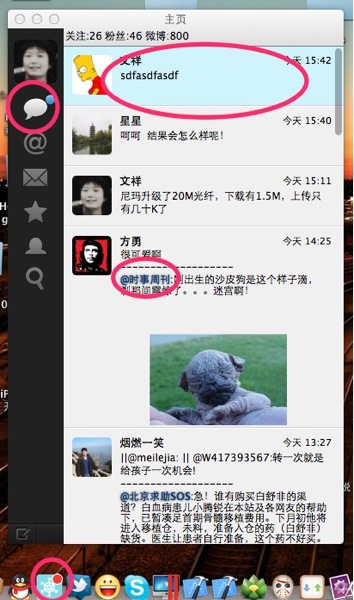 主页
关注:26 粉丝:46 微博:800
文祥 今天 15:42
sdfasdfasdf
星星 今天 15:40
呵呵 结果会怎么样呢！
文祥 今天 15:11
尼玛升级了20M光纤，下载有1.5M，上传只
有几十K了
方勇 今天 14:25
很可爱啊
--------------------
@时事周刊:刚出生的沙皮狗是这个样子滴，
。。。迷宫啊！
烟燃一笑 今天 13:27
||@meilejia: || @W417393567:转一次就是
给孩子一次机会!
--------------------
@北京求助SOS:急！谁有购买白舒非的渠
道？白血病患儿小腾锐在本站及各网友的帮助
下，已暂凑足首期骨髓移植费用。下月初他将
进入移植仓，未料，准备入仓的药（白舒非）
缺货。医生让患者自行准备，这个药不好买。